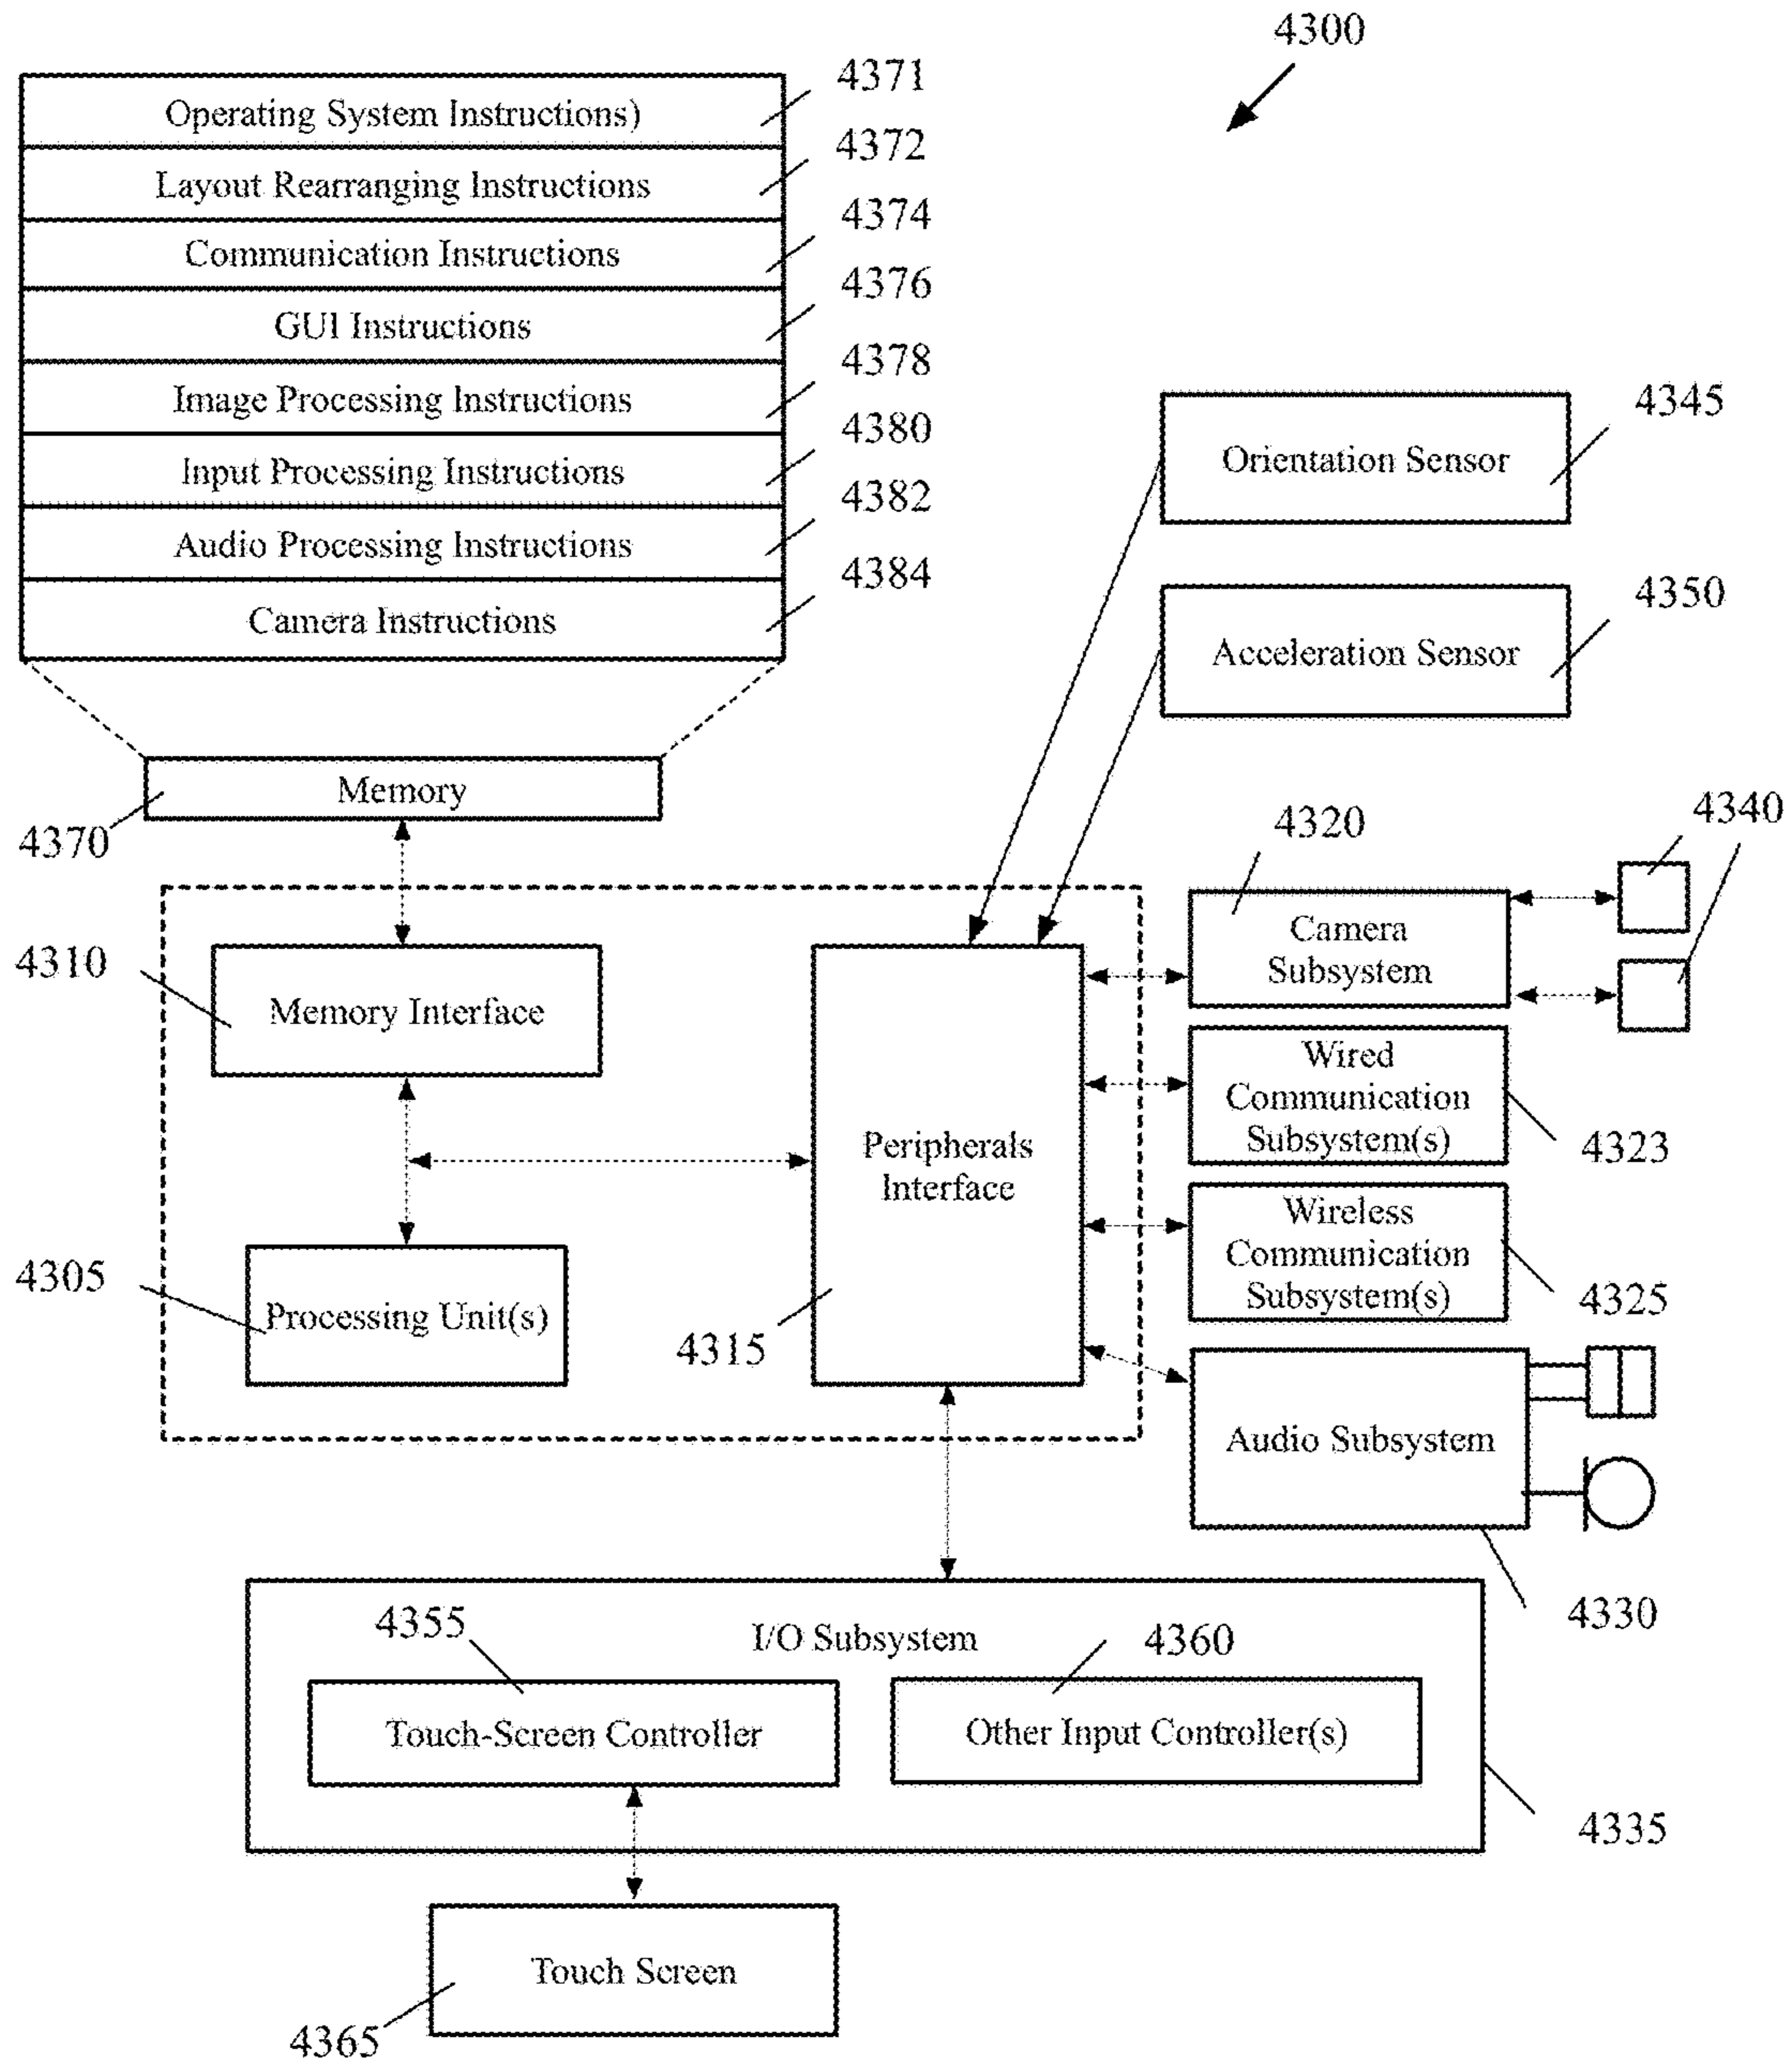 4300
4371
Operating System Instructions)
4372
Layout Rearranging Instructions
4374
Communication Instructions
4376
GUI Instructions
4378
Image Processing Instructions
4380
Input Processing Instructions
4382
Audio Processing Instructions
4384
Camera Instructions
4345
Orientation Sensor
4350
Acceleration Sensor
Memory
4370
4320
4340
Camera
Subsystem
4310
Memory Interface
Wired
Communication
Subsystem(s)
4323
Peripherals
Interface
Wireless
Communication
Subsystem(s)
4325
4305
Processing Unit(s)
4315
Audio Subsystem
4330
I/O Subsystem
4355
4360
Touch-Screen Controller
Other Input Controller(s)
4335
Touch Screen
4365